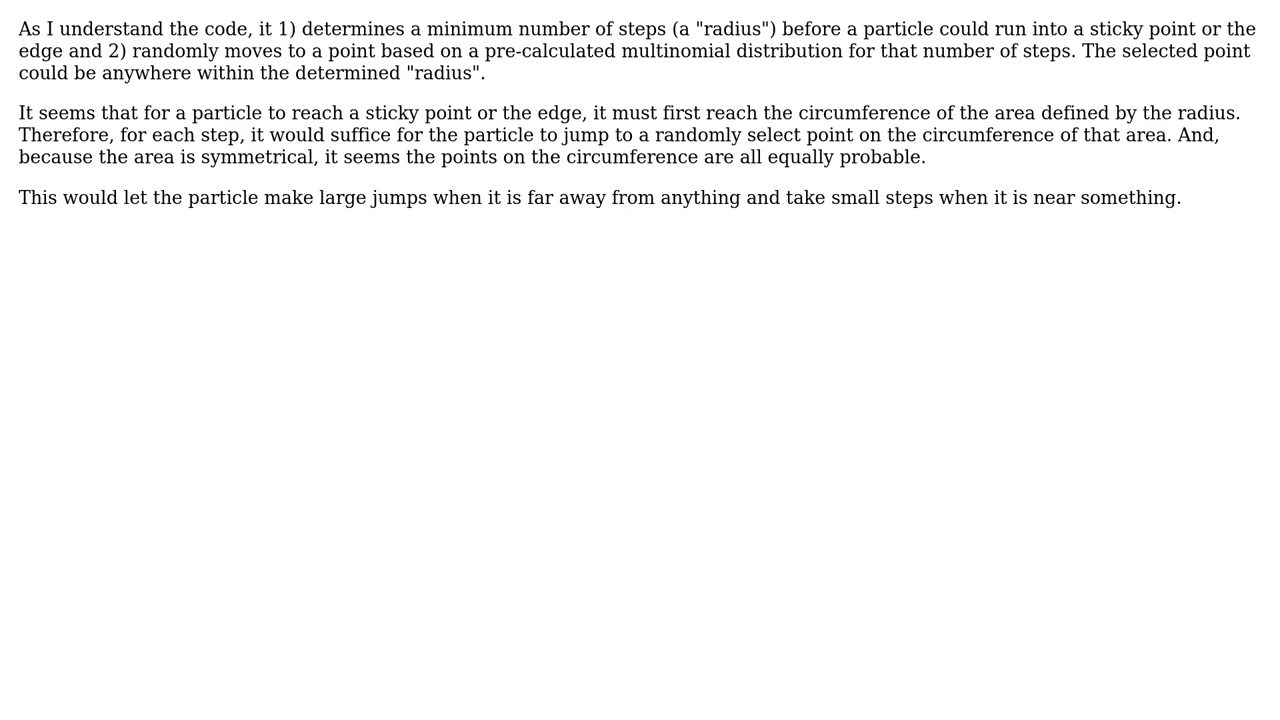 As I understand the code, it 1) determines a minimum number of steps (a "radius") before a particle could run into a sticky point or the
edge and 2) randomly moves to a point based on a pre-calculated multinomial distribution for that number of steps. The selected point
could be anywhere within the determined "radius".
It seems that for a particle to reach a sticky point or the edge, it must first reach the circumference of the area defined by the radius.
Therefore, for each step, it would suffice for the particle to jump to a randomly select point on the circumference of that area. And,
because the area is symmetrical, it seems the points on the circumference are all equally probable.
This would let the particle make large jumps when it is far away from anything and take small steps when it is near something.